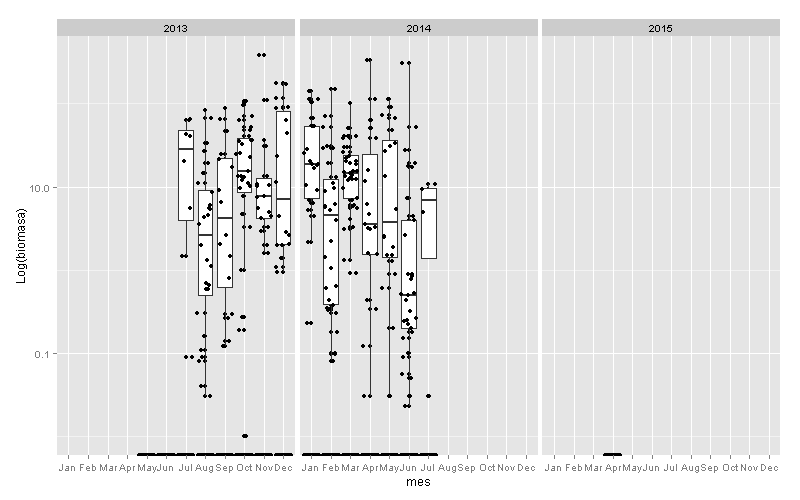 2013 2014 2015
10.0
0.1
Log(biomasa)
Jan Feb Mar Apr May Jun Jul Aug Sep Oct Nov Dec Jan Feb Mar Apr May Jun Jul Aug Sep Oct Nov Dec Jan Feb Mar Apr May Jun Jul Aug Sep Oct Nov Dec
mes